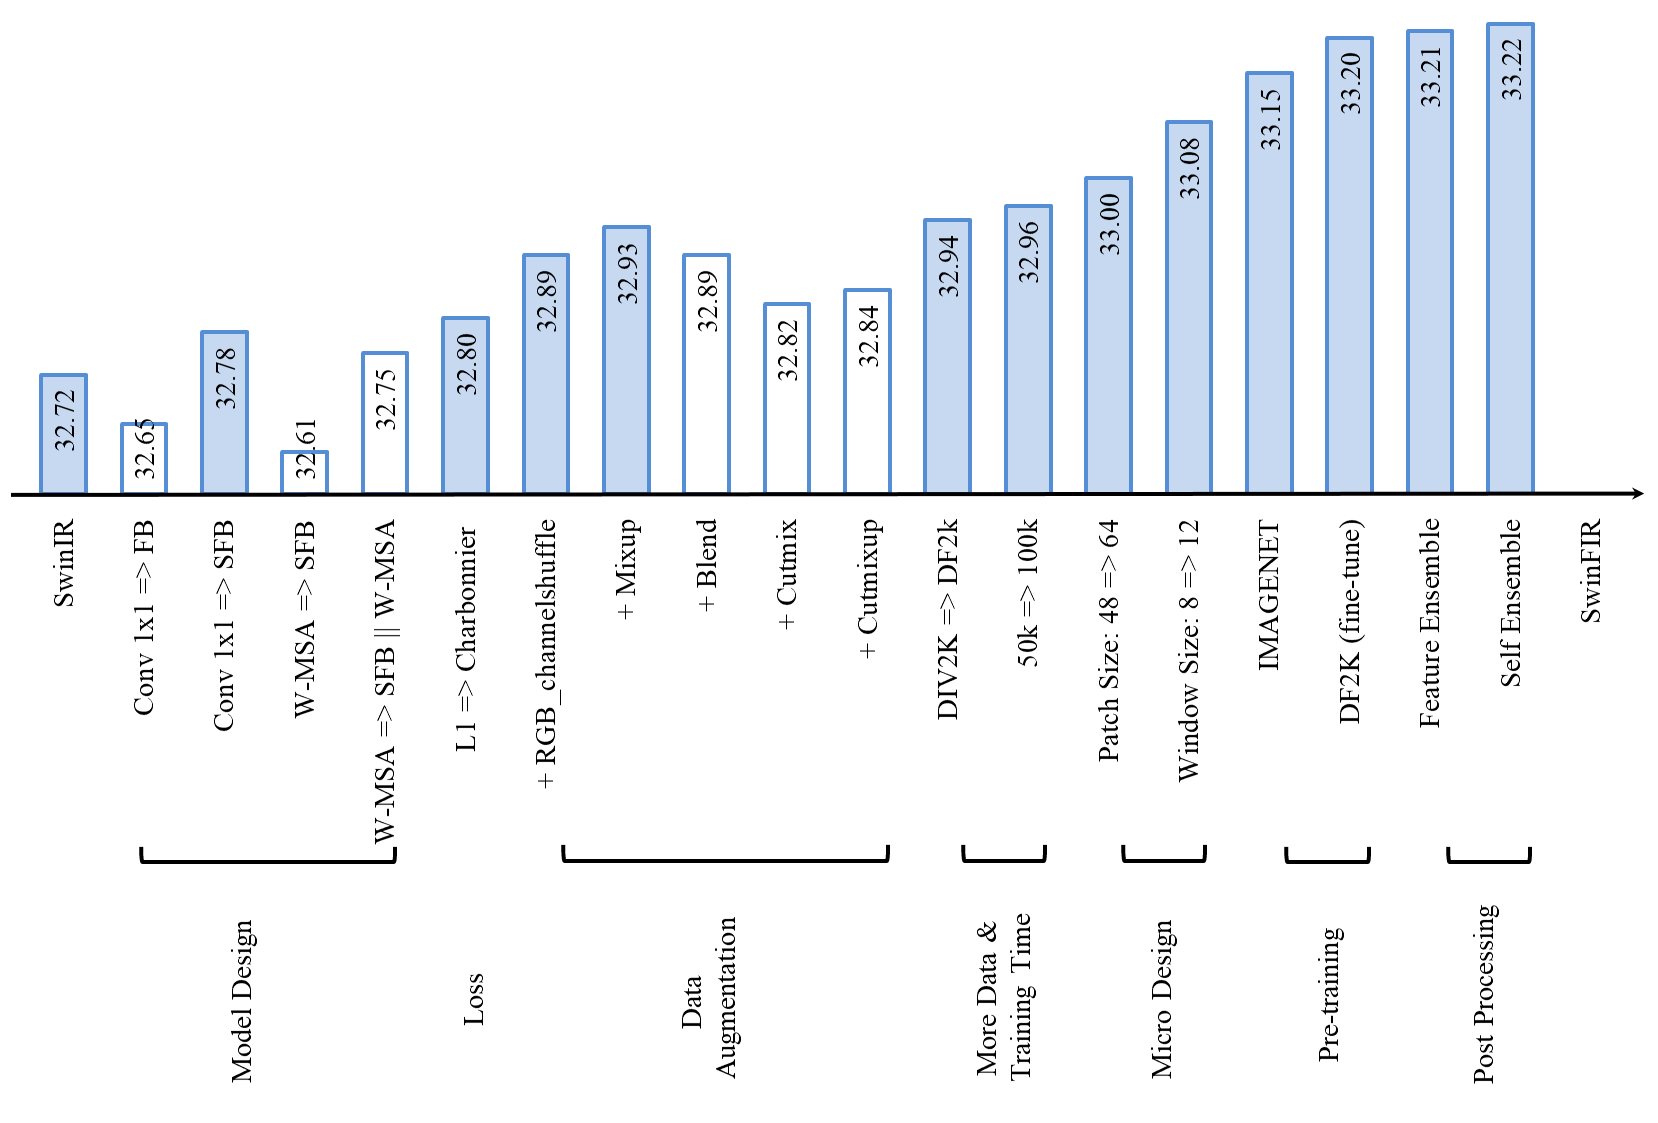 32.72
32.65
32.78
32.61
32.75
32.80
32.89
32.93
32.89
32.82
32.84
32.94
32.96
33.00
33.08
33.15
33.20
33.21
33.22
SwinIR
Conv 1x1 => FB
Conv 1x1 => SFB
W-MSA => SFB
W-MSA => SFB || W-MSA
L1 => Charbonnier
+ RGB_channelshuffle
+ Mixup
+ Blend
+ Cutmix
+ Cutmixup
DIV2K => DF2k
50k => 100k
Patch Size: 48 => 64
Window Size: 8 => 12
IMAGENET
DF2K (fine-tune)
Feature Ensemble
Self Ensemble
SwinFIR
Model Design
Loss
Data
Augmentation
More Data &
Training Time
Micro Design
Pre-training
Post Processing